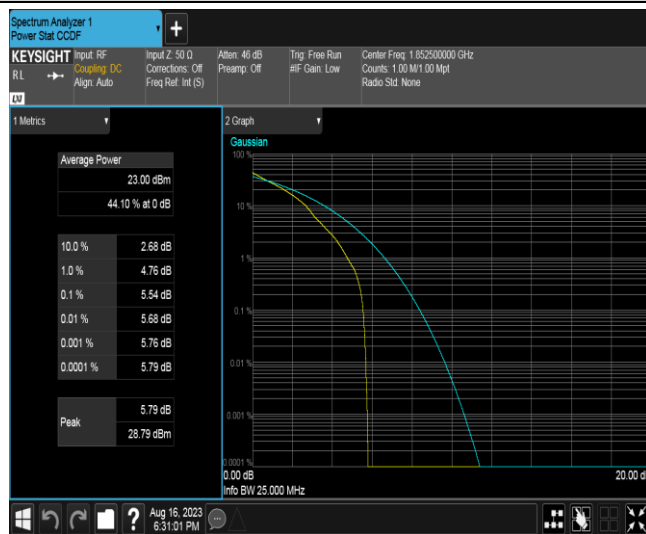 Spectrum Analyzer 1
Power Stat CCDF
+
KEYSIGHT
RL
LXI
Input: RF
Coupling: DC
Align: Auto
Input Z: 50 Ω
Corrections: Off
Freq Ref: Int (S)
Atten: 46 dB
Preamp: Off
Trig: Free Run
#IF Gain: Low
Center Freq: 1.852500000 GHz
Counts: 1.00 M/1.00 Mpt
Radio Std: None
1 Metrics
Average Power
23.00 dBm
44.10 % at 0 dB
10.0 % 2.68 dB
1.0 % 4.76 dB
0.1 % 5.54 dB
0.01 % 5.68 dB
0.001 % 5.76 dB
0.0001 % 5.79 dB
Peak
5.79 dB
28.79 dBm
2 Graph
Gaussian
100 %
10 %
1 %
0.1 %
0.01 %
0.001 %
0.0001 %
0.00 dB
20.00 d
Info BW 25.000 MHz
?
Aug 16, 2023
6:31:01 PM